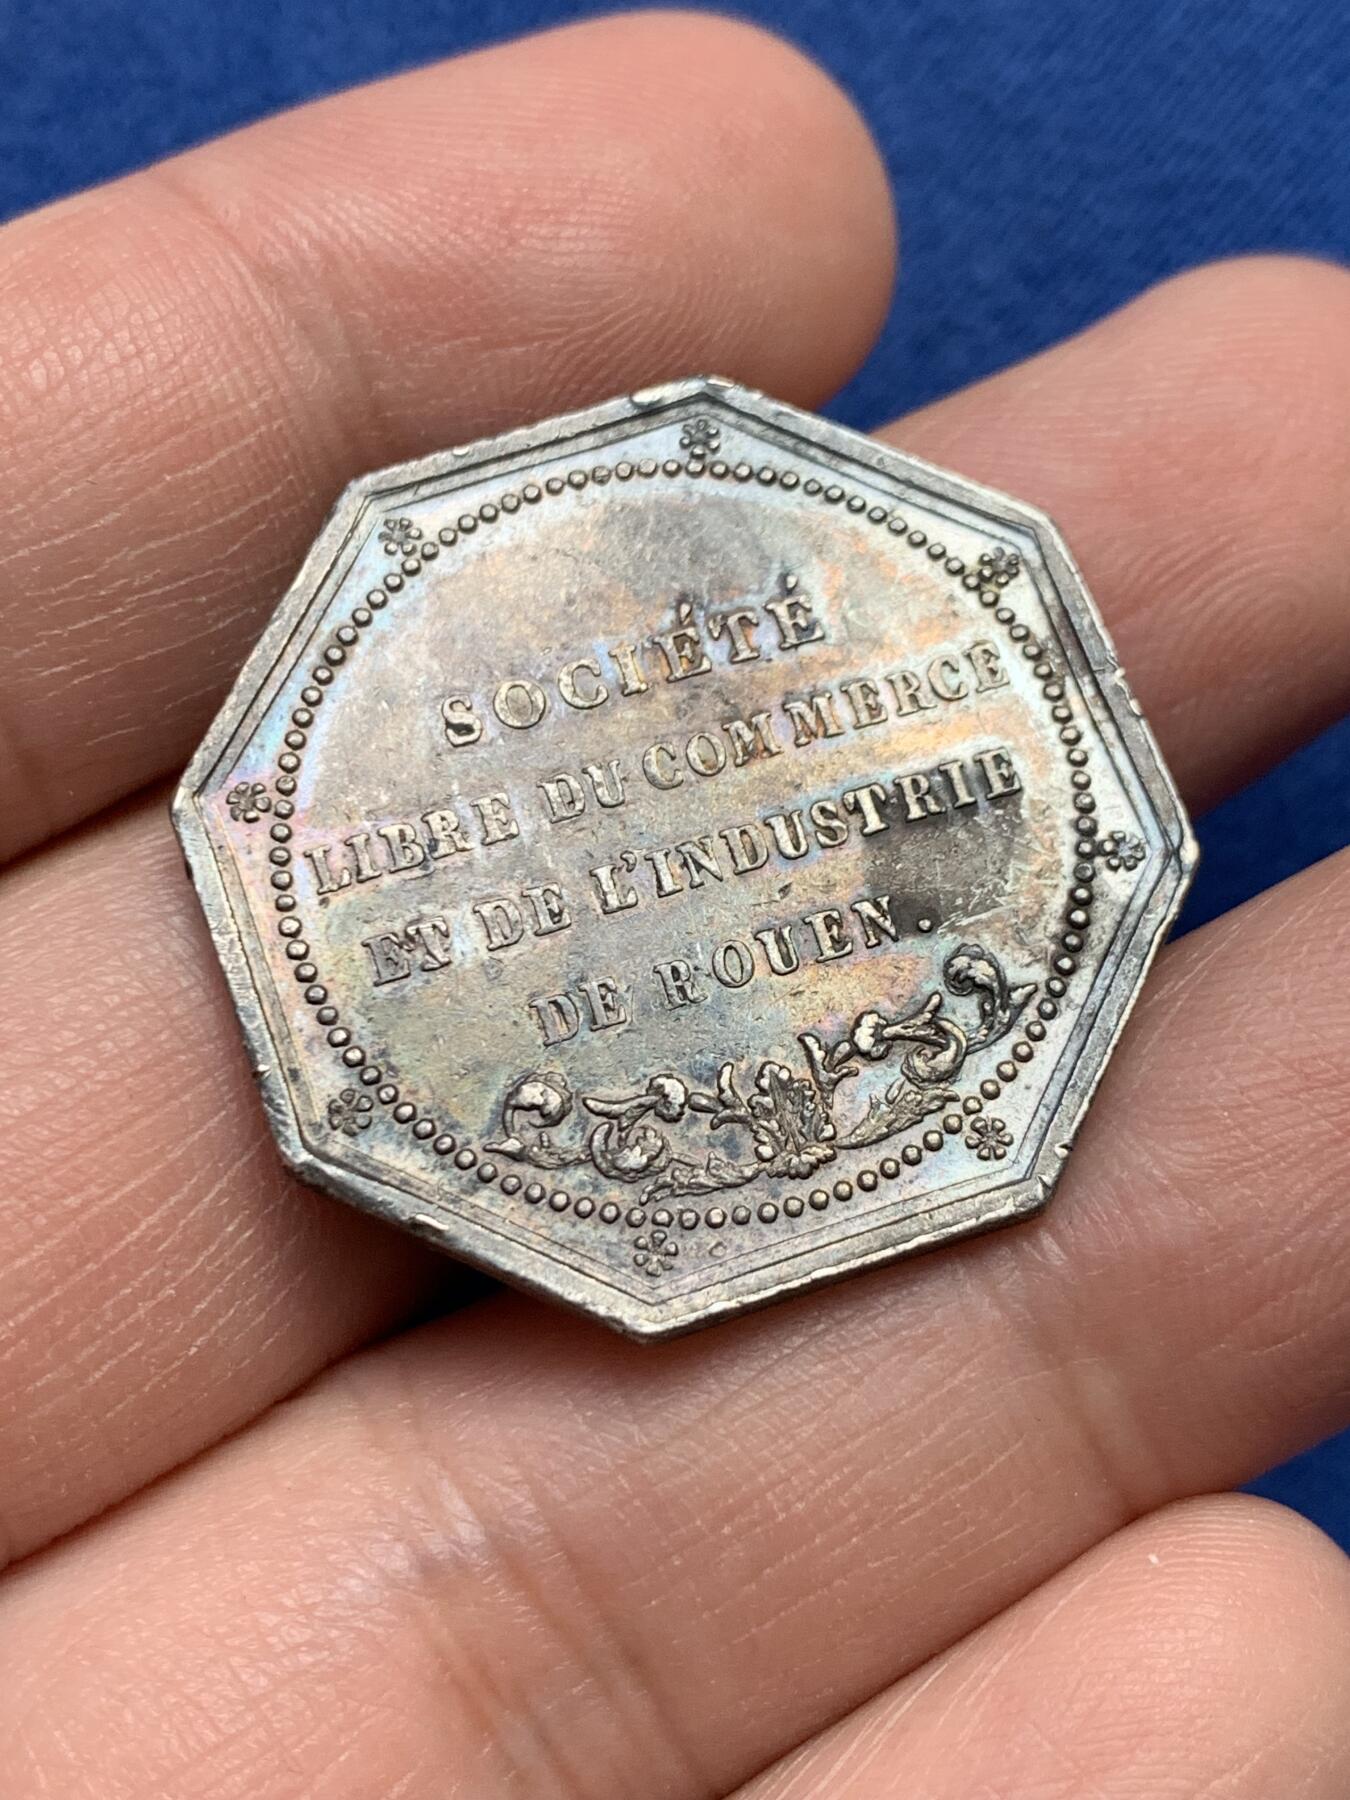 SOCIÉTÉ
LIBRE DU COMMERCE
ET DE L'INDUSTRIE
DE ROUEN.